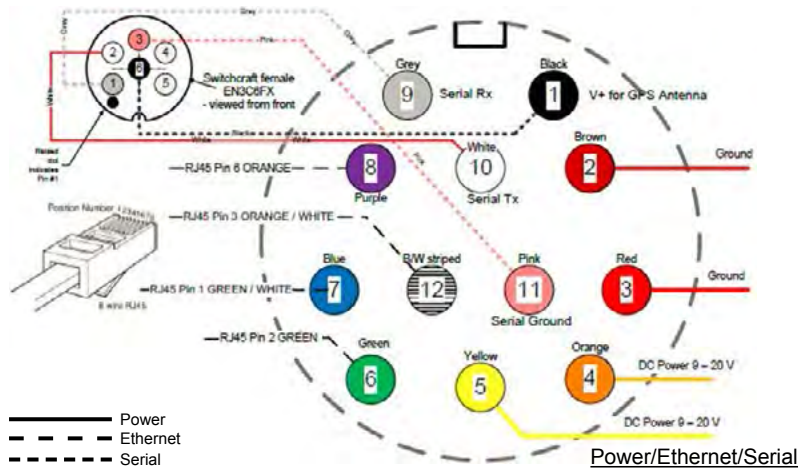 Grey
Grey
Pink
Grey
White
3
2
4
6
1
5
Switchcraft female
EN3C6FX
- viewed from front
Raised
dot
indicates
Pin #1
Grey
9
Serial Rx
Black
1
V+ for GPS Antenna
White
White
Pink
White
10
Serial Tx
Brown
2
Ground
RJ45 Pin 6 ORANGE
8
Purple
Position Number 12345678
8 wire RJ45
RJ45 Pin 3 ORANGE / WHITE
Blue
7
B/W striped
12
Pink
11
Serial Ground
Red
3
Ground
RJ45 Pin 1 GREEN / WHITE
RJ45 Pin 2 GREEN
Green
6
Yellow
5
Orange
4
DC Power 9 – 20 V
DC Power 9 – 20 V
Power
Ethernet
Serial
Power/Ethernet/Serial